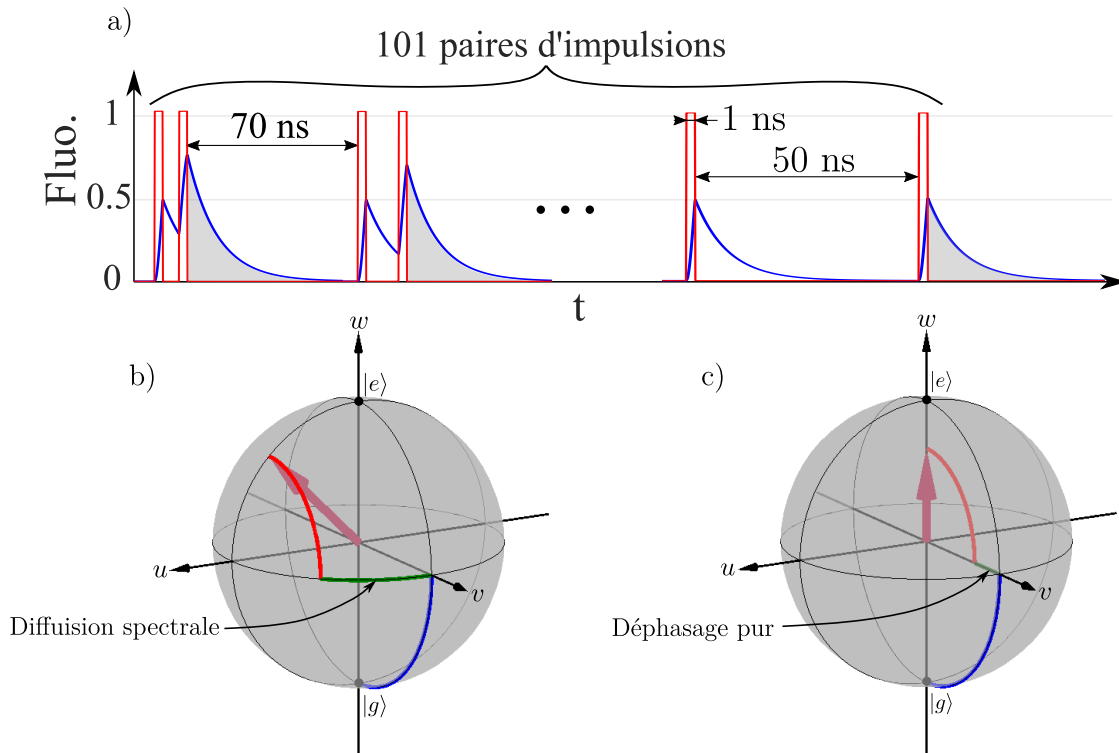 a)
101 paires d'impulsions
Fluo.
1
0.5
0
70 ns
1 ns
50 ns
t
b)
w
|e⟩
u
v
Diffuision spectrale
|g⟩
c)
w
|e⟩
u
v
Déphasage pur
|g⟩